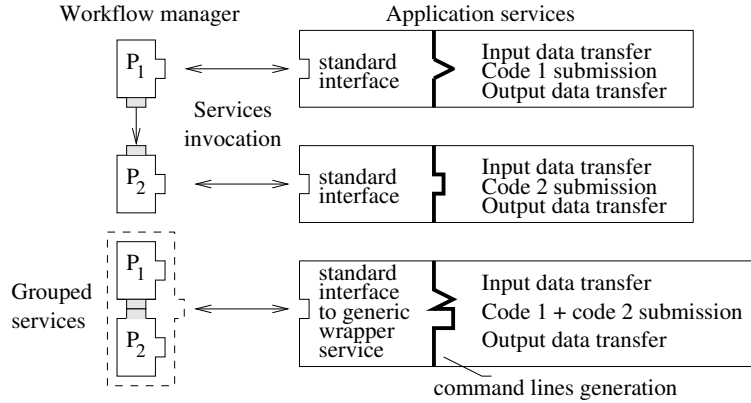 Workflow manager
Application services
P1
standard
interface
Input data transfer
Code 1 submission
Output data transfer
Services
invocation
P2
standard
interface
Input data transfer
Code 2 submission
Output data transfer
Grouped
services
P1
P2
standard
interface
to generic
wrapper
service
Input data transfer
Code 1 + code 2 submission
Output data transfer
command lines generation